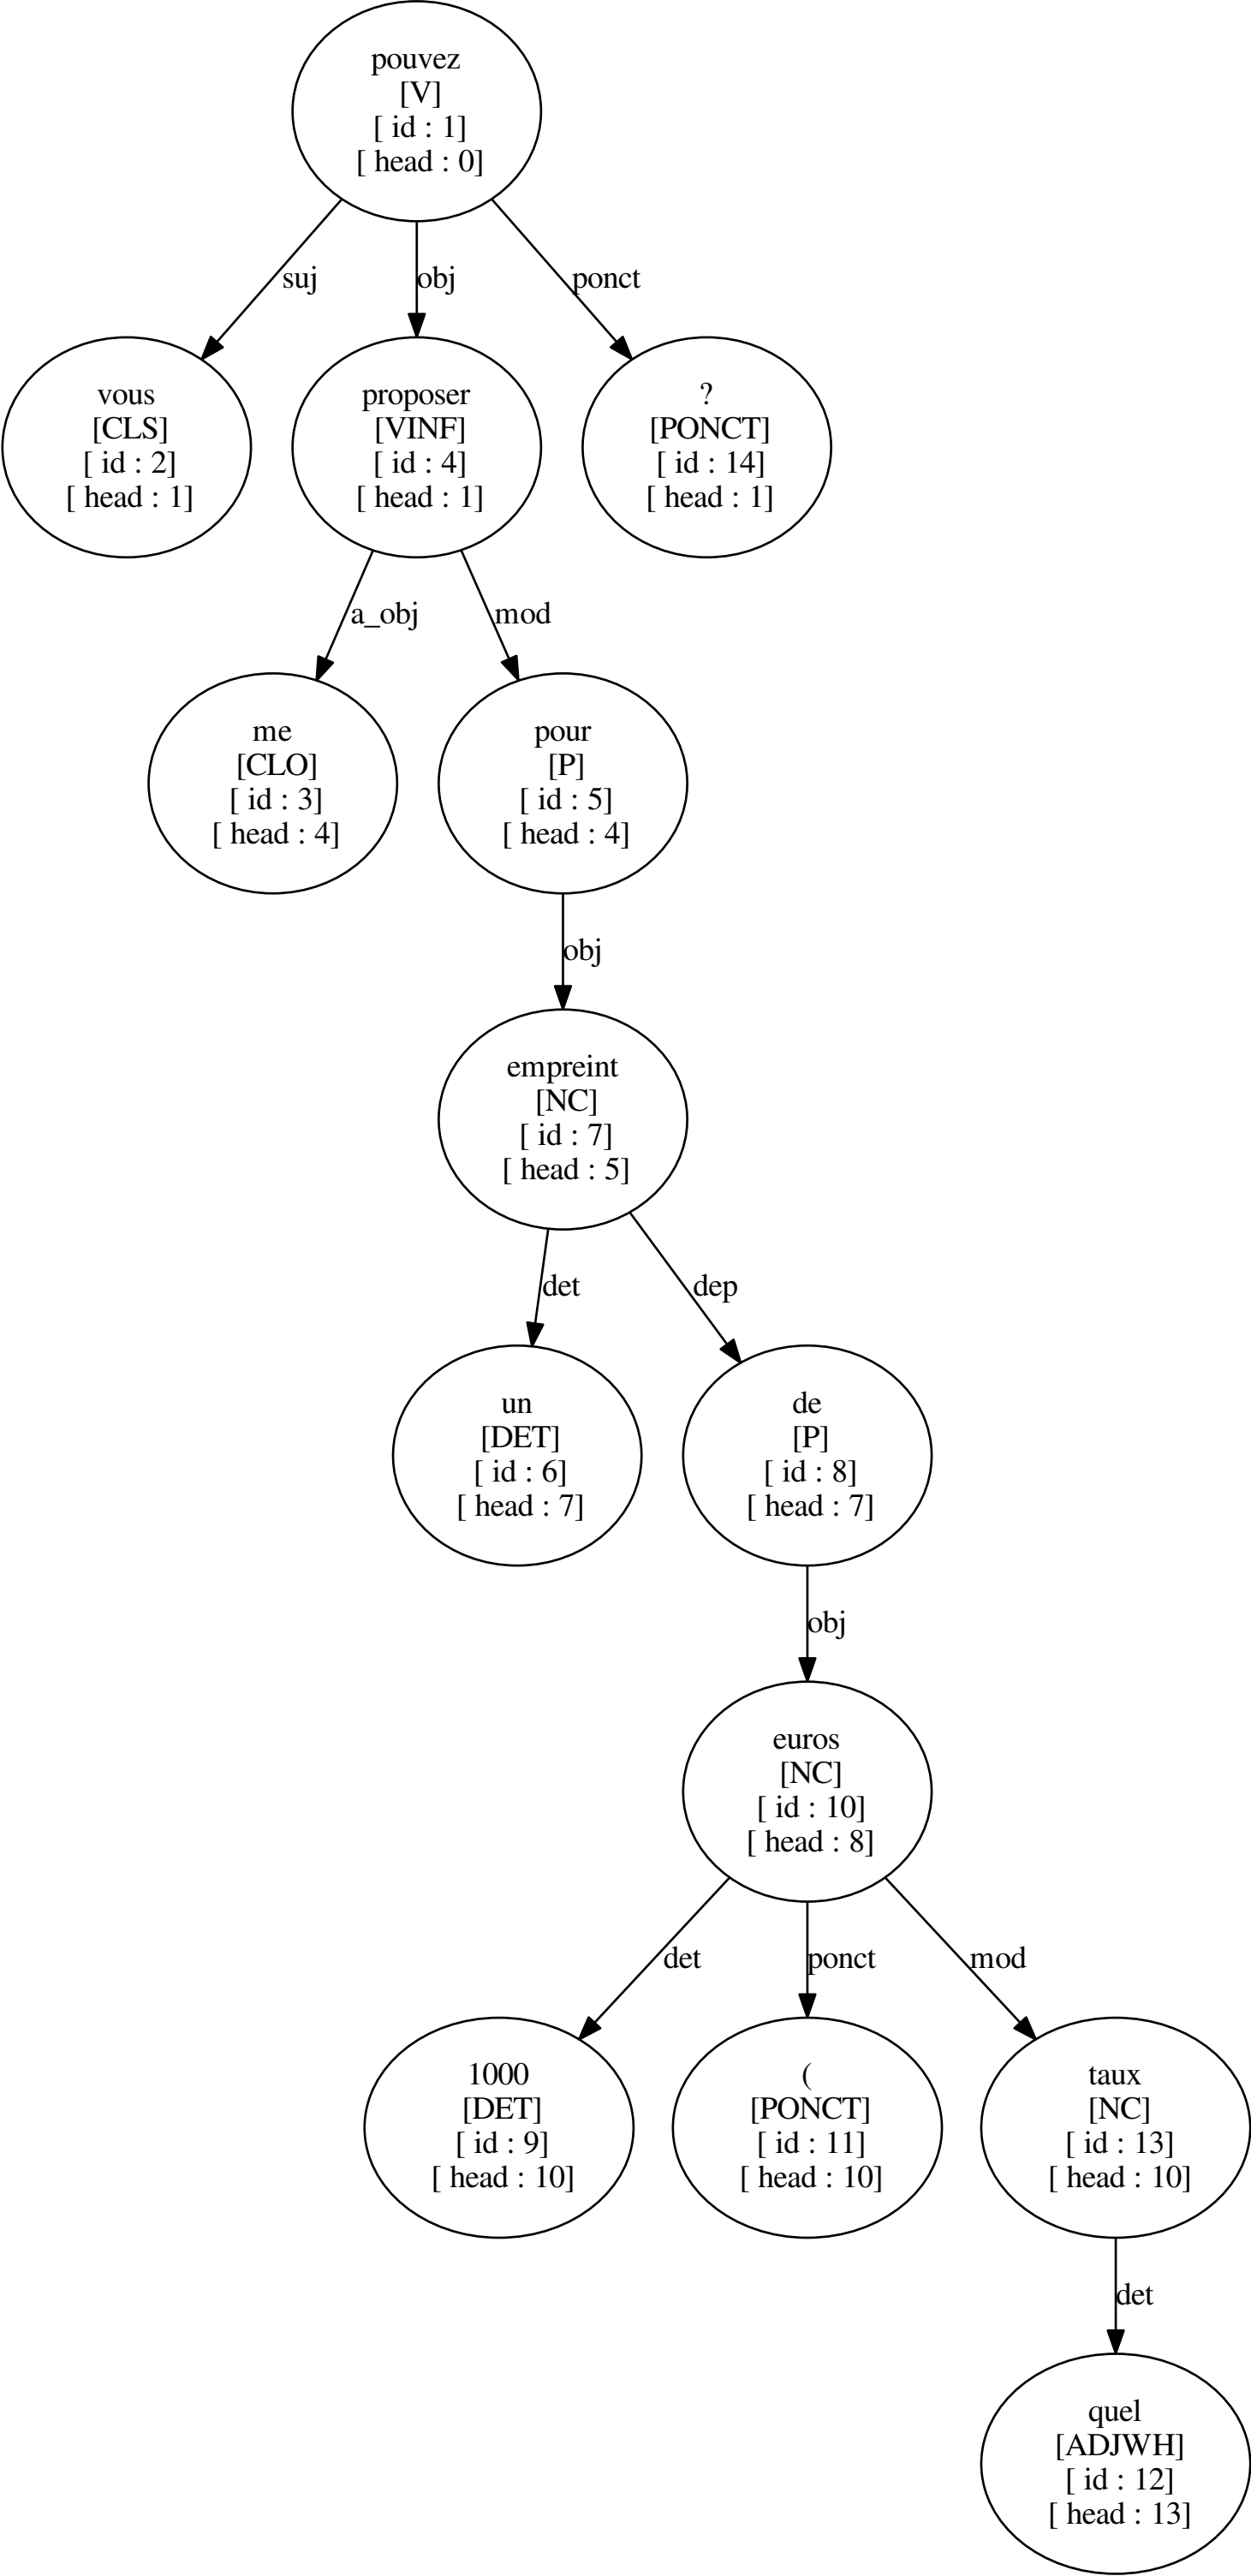 pouvez
[V]
[ id : 1]
[ head : 0]
suj
obj
ponct
vous
[CLS]
[ id : 2]
[ head : 1]
proposer
[VINF]
[ id : 4]
[ head : 1]
?
[PONCT]
[ id : 14]
[ head : 1]
a_obj
mod
me
[CLO]
[ id : 3]
[ head : 4]
pour
[P]
[ id : 5]
[ head : 4]
obj
empreint
[NC]
[ id : 7]
[ head : 5]
det
dep
un
[DET]
[ id : 6]
[ head : 7]
de
[P]
[ id : 8]
[ head : 7]
obj
euros
[NC]
[ id : 10]
[ head : 8]
det
ponct
mod
1000
[DET]
[ id : 9]
[ head : 10]
(
[PONCT]
[ id : 11]
[ head : 10]
taux
[NC]
[ id : 13]
[ head : 10]
det
quel
[ADJWH]
[ id : 12]
[ head : 13]